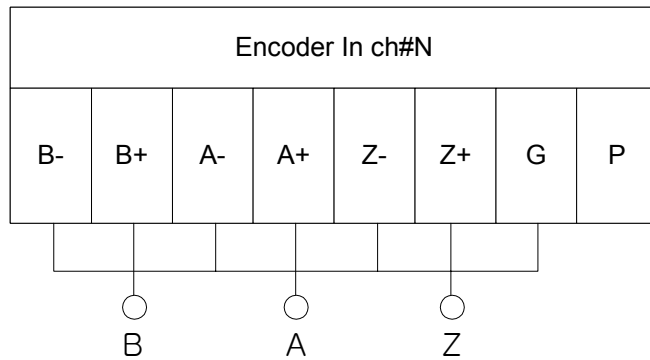 Encoder In ch#N
B- B+ A- A+ Z- Z+ G P
B A Z